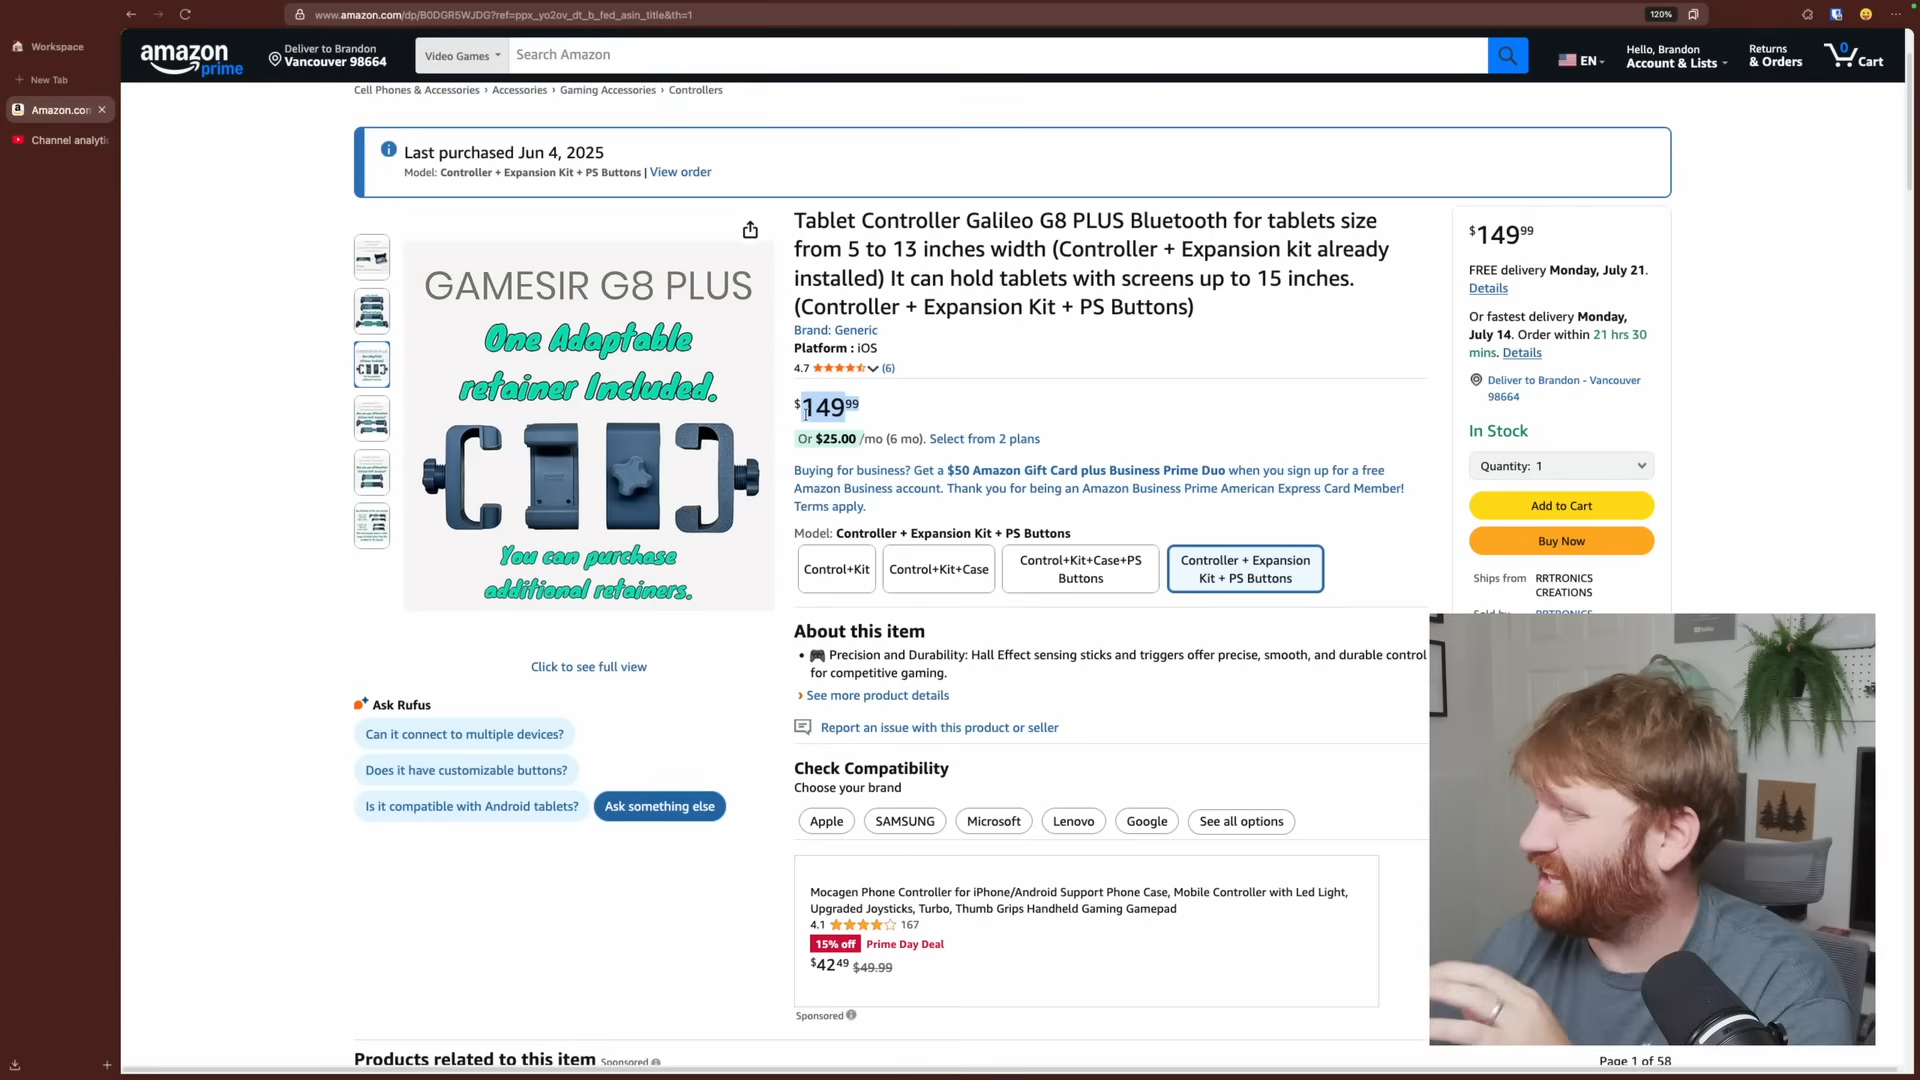 www.amazon.com/dp/B0DGR5WJDG?ref=ppx_yo2ov_dt_b_fed_asin_title&th=1
120%
Workspace
New Tab
Amazon.con
Channel analytic
amazon
prime
Deliver to Brandon
Vancouver 98664
Video Games
Search Amazon
EN
Hello, Brandon
Account & Lists
Returns
& Orders
0
Cart
Cell Phones & Accessories › Accessories › Gaming Accessories › Controllers
Last purchased Jun 4, 2025
Model: Controller + Expansion Kit + PS Buttons | View order
GAMESIR G8 PLUS
One Adaptable
retainer Included.
You can purchase
additional retainers.
Click to see full view
Ask Rufus
Can it connect to multiple devices?
Does it have customizable buttons?
Is it compatible with Android tablets?
Ask something else
Tablet Controller Galileo G8 PLUS Bluetooth for tablets size
from 5 to 13 inches width (Controller + Expansion kit already
installed) It can hold tablets with screens up to 15 inches.
(Controller + Expansion Kit + PS Buttons)
Brand: Generic
Platform : iOS
4.7 (6)
$14999
Or $25.00 /mo (6 mo). Select from 2 plans
Buying for business? Get a $50 Amazon Gift Card plus Business Prime Duo when you sign up for a free
Amazon Business account. Thank you for being an Amazon Business Prime American Express Card Member!
Terms apply.
Model: Controller + Expansion Kit + PS Buttons
Control+Kit
Control+Kit+Case
Control+Kit+Case+PS
Buttons
Controller + Expansion
Kit + PS Buttons
About this item
• 🎮 Precision and Durability: Hall Effect sensing sticks and triggers offer precise, smooth, and durable control
for competitive gaming.
› See more product details
Report an issue with this product or seller
Check Compatibility
Choose your brand
Apple
SAMSUNG
Microsoft
Lenovo
Google
See all options
Mocagen Phone Controller for iPhone/Android Support Phone Case, Mobile Controller with Led Light,
Upgraded Joysticks, Turbo, Thumb Grips Handheld Gaming Gamepad
4.1 167
15% off Prime Day Deal
$4249 $49.99
Sponsored
$14999
FREE delivery Monday, July 21.
Details
Or fastest delivery Monday,
July 14. Order within 21 hrs 30
mins. Details
Deliver to Brandon - Vancouver
98664
In Stock
Quantity: 1
Add to Cart
Buy Now
Ships from RRTRONICS
CREATIONS
Sold by RRTRONICS
Products related to this item Sponsored
Page 1 of 58